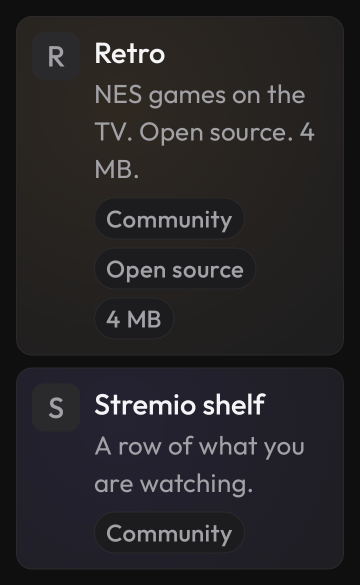 R
Retro
NES games on the
TV. Open source. 4
MB.
Community
Open source
4 MB
S
Stremio shelf
A row of what you
are watching.
Community